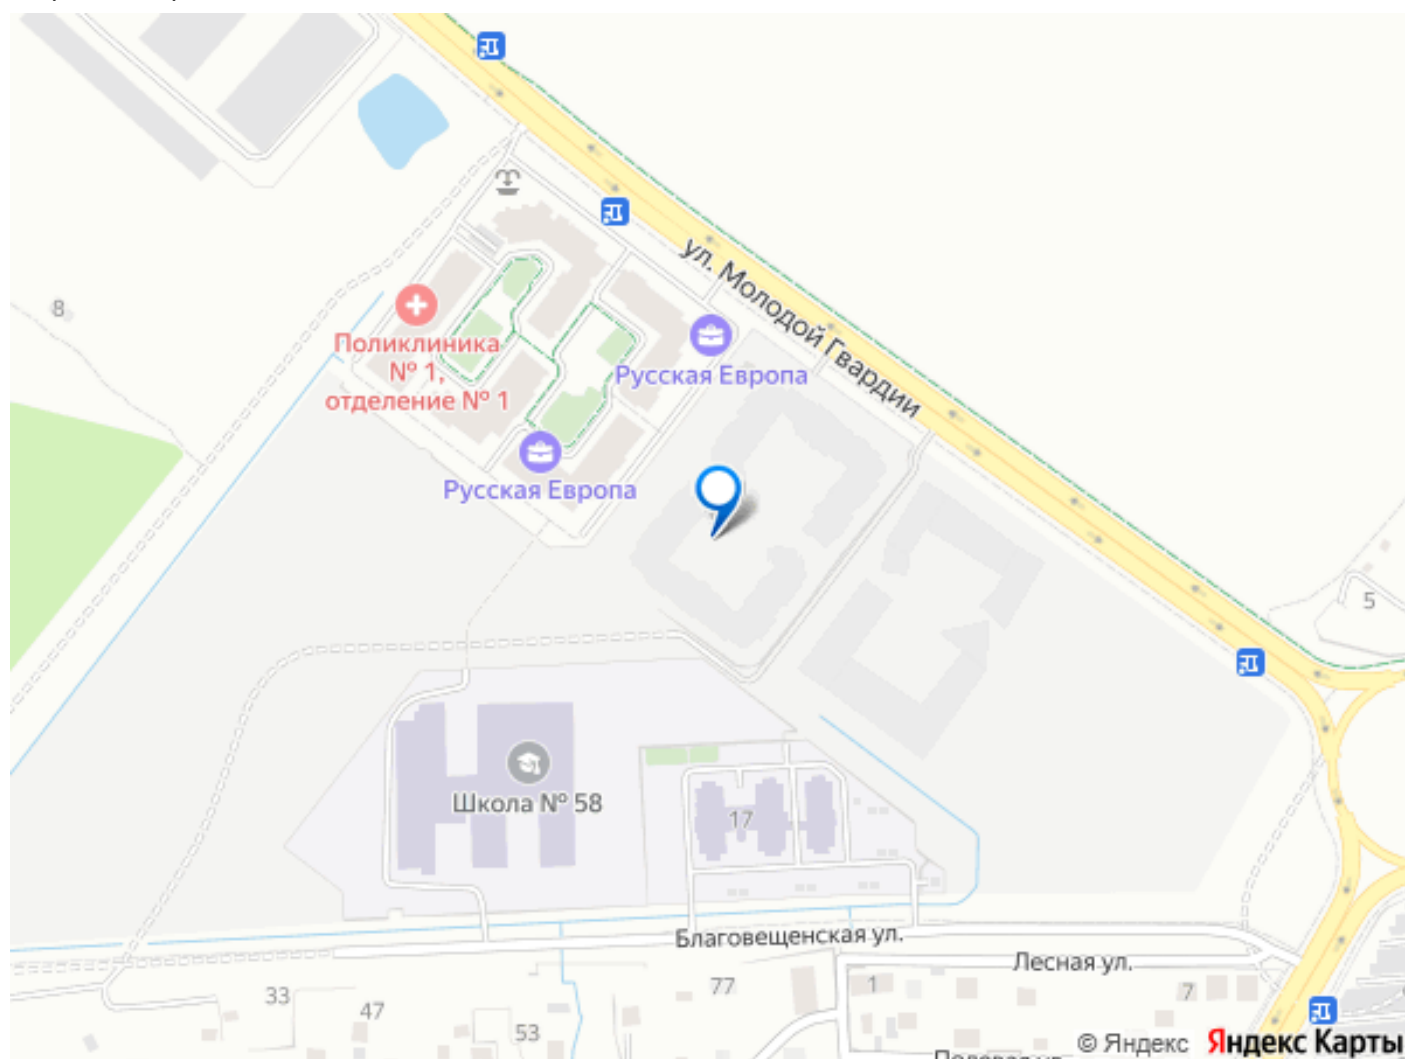 ул. Молодой Гвардии
8
Поликлиника
№ 1,
отделение № 1
Русская Европа
Русская Европа
5
Школа № 58
17
Благовещенская ул.
Лесная ул.
33
47
53
77
1
7
© Яндекс Яндекс Карты